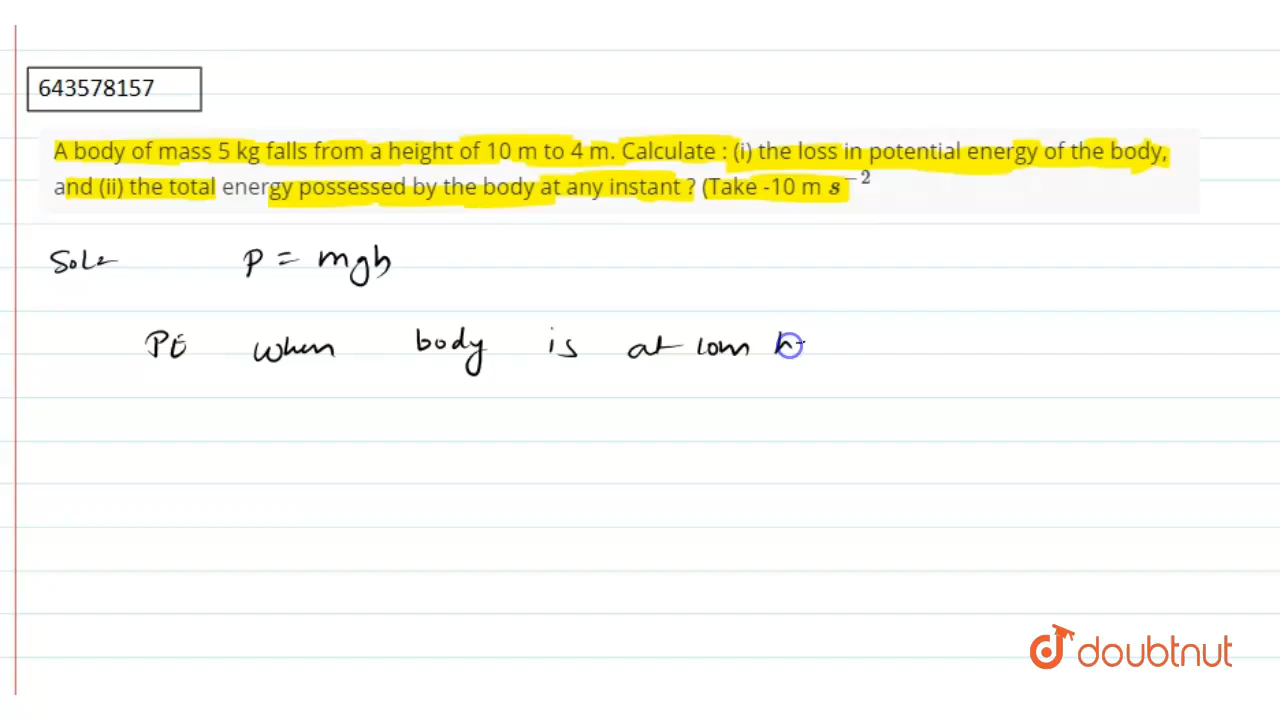 643578157
A body of mass 5 kg falls from a height of 10 m to 4 m. Calculate : (i) the loss in potential energy of the body,
and (ii) the total energy possessed by the body at any instant ? (Take -10 m s⁻²
Sol:-
P = mgh
PE when body is at 10m h
doubtnut